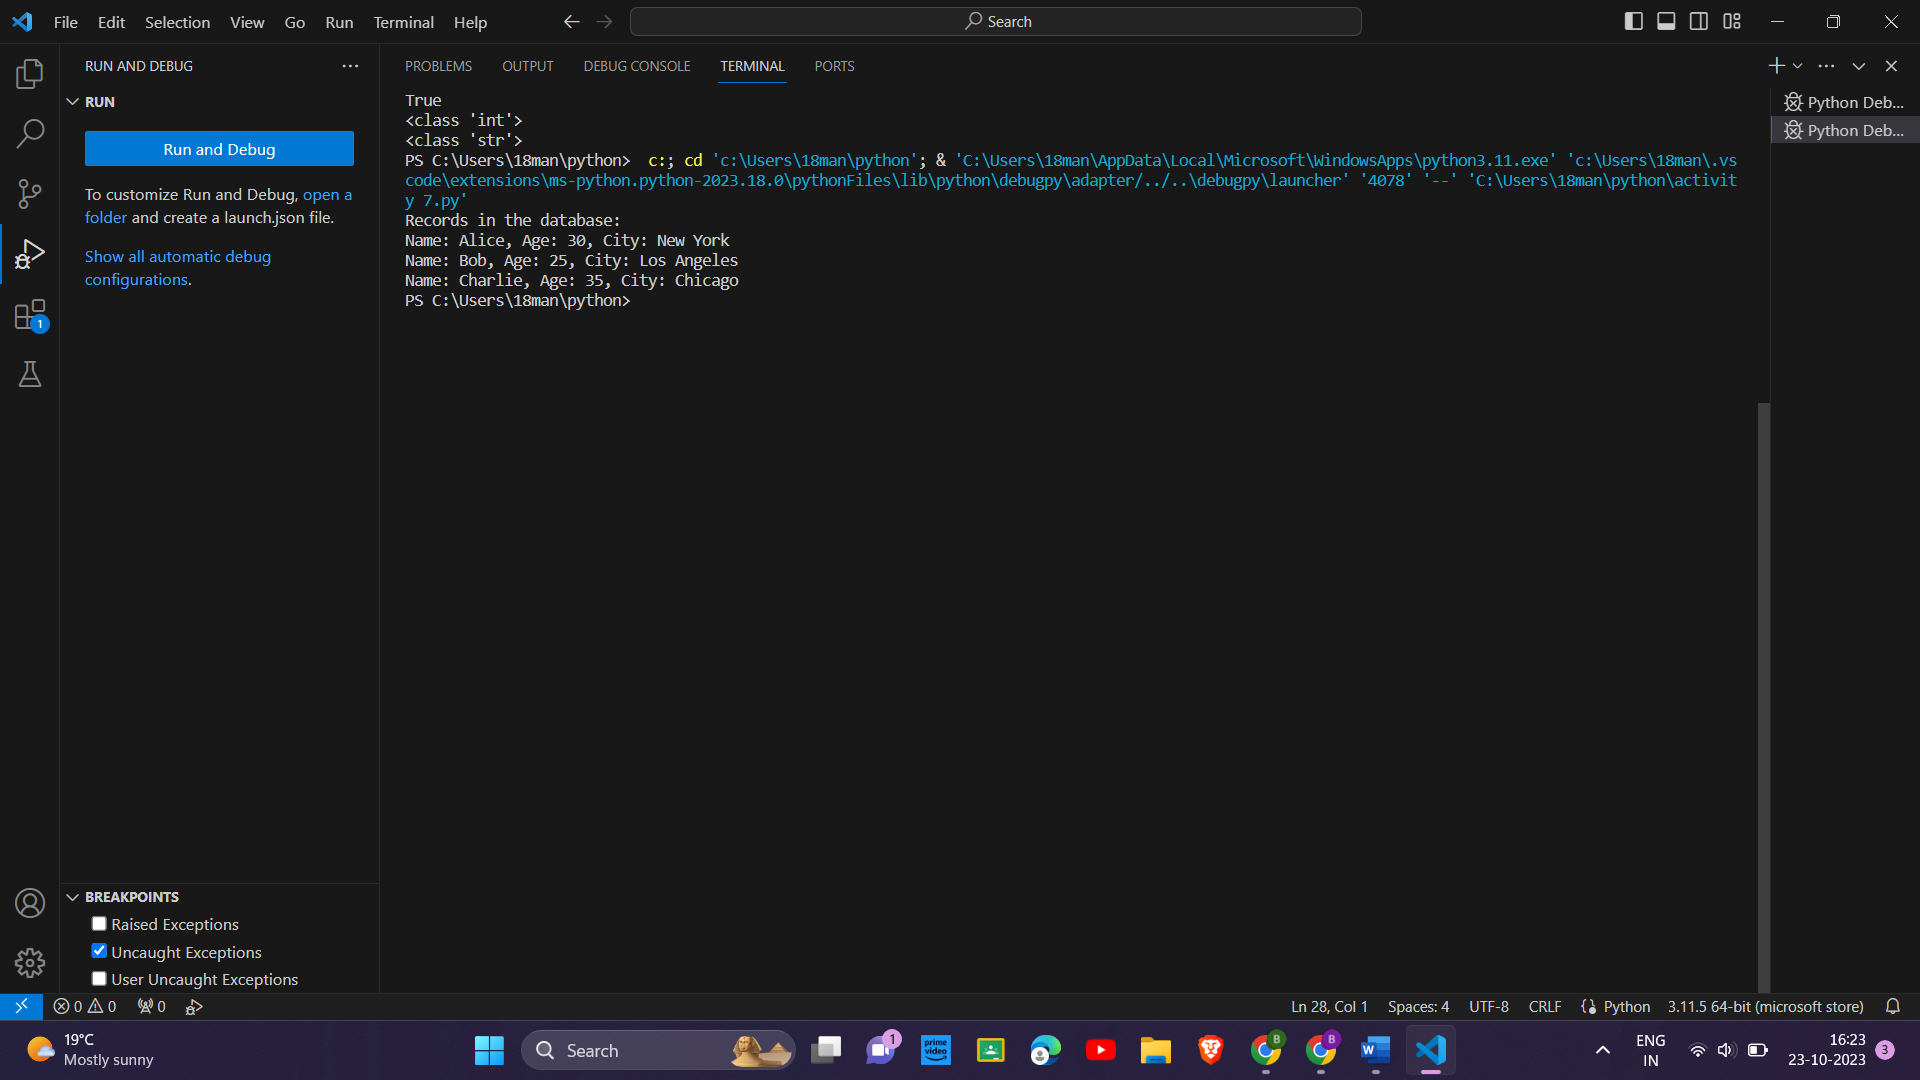 File Edit Selection View Go Run Terminal Help
Search
RUN AND DEBUG
RUN
Run and Debug
To customize Run and Debug, open a
folder and create a launch.json file.
Show all automatic debug
configurations.
PROBLEMS OUTPUT DEBUG CONSOLE TERMINAL PORTS
True
<class 'int'>
<class 'str'>
PS C:\Users\18man\python>  c:; cd 'c:\Users\18man\python'; & 'C:\Users\18man\AppData\Local\Microsoft\WindowsApps\python3.11.exe' 'c:\Users\18man\.vs
code\extensions\ms-python.python-2023.18.0\pythonFiles\lib\python\debugpy\adapter/../..\debugpy\launcher' '4078' '--' 'C:\Users\18man\python\activit
y 7.py'
Records in the database:
Name: Alice, Age: 30, City: New York
Name: Bob, Age: 25, City: Los Angeles
Name: Charlie, Age: 35, City: Chicago
PS C:\Users\18man\python>
Python Deb...
Python Deb...
1
BREAKPOINTS
Raised Exceptions
Uncaught Exceptions
User Uncaught Exceptions
0 0 0
Ln 28, Col 1 Spaces: 4 UTF-8 CRLF Python 3.11.5 64-bit (microsoft store)
19°C
Mostly sunny
Search
1
prime
video
B
B
W
ENG
IN
16:23
23-10-2023
3